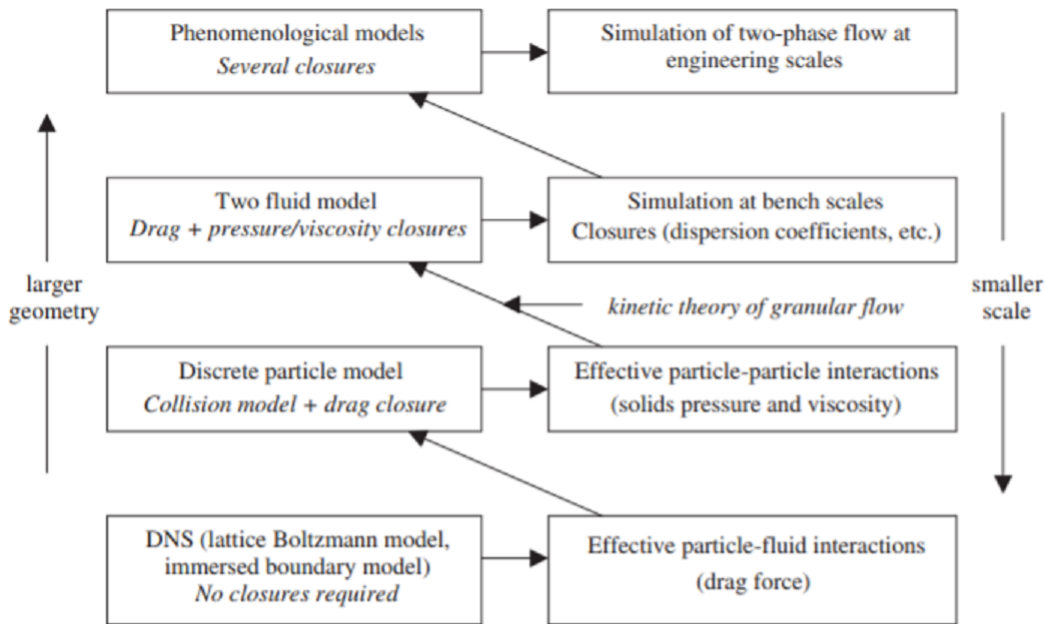 Phenomenological models
Several closures
Simulation of two-phase flow at
engineering scales
Two fluid model
Drag + pressure/viscosity closures
Simulation at bench scales
Closures (dispersion coefficients, etc.)
larger
geometry
kinetic theory of granular flow
smaller
scale
Discrete particle model
Collision model + drag closure
Effective particle-particle interactions
(solids pressure and viscosity)
DNS (lattice Boltzmann model,
immersed boundary model)
No closures required
Effective particle-fluid interactions
(drag force)